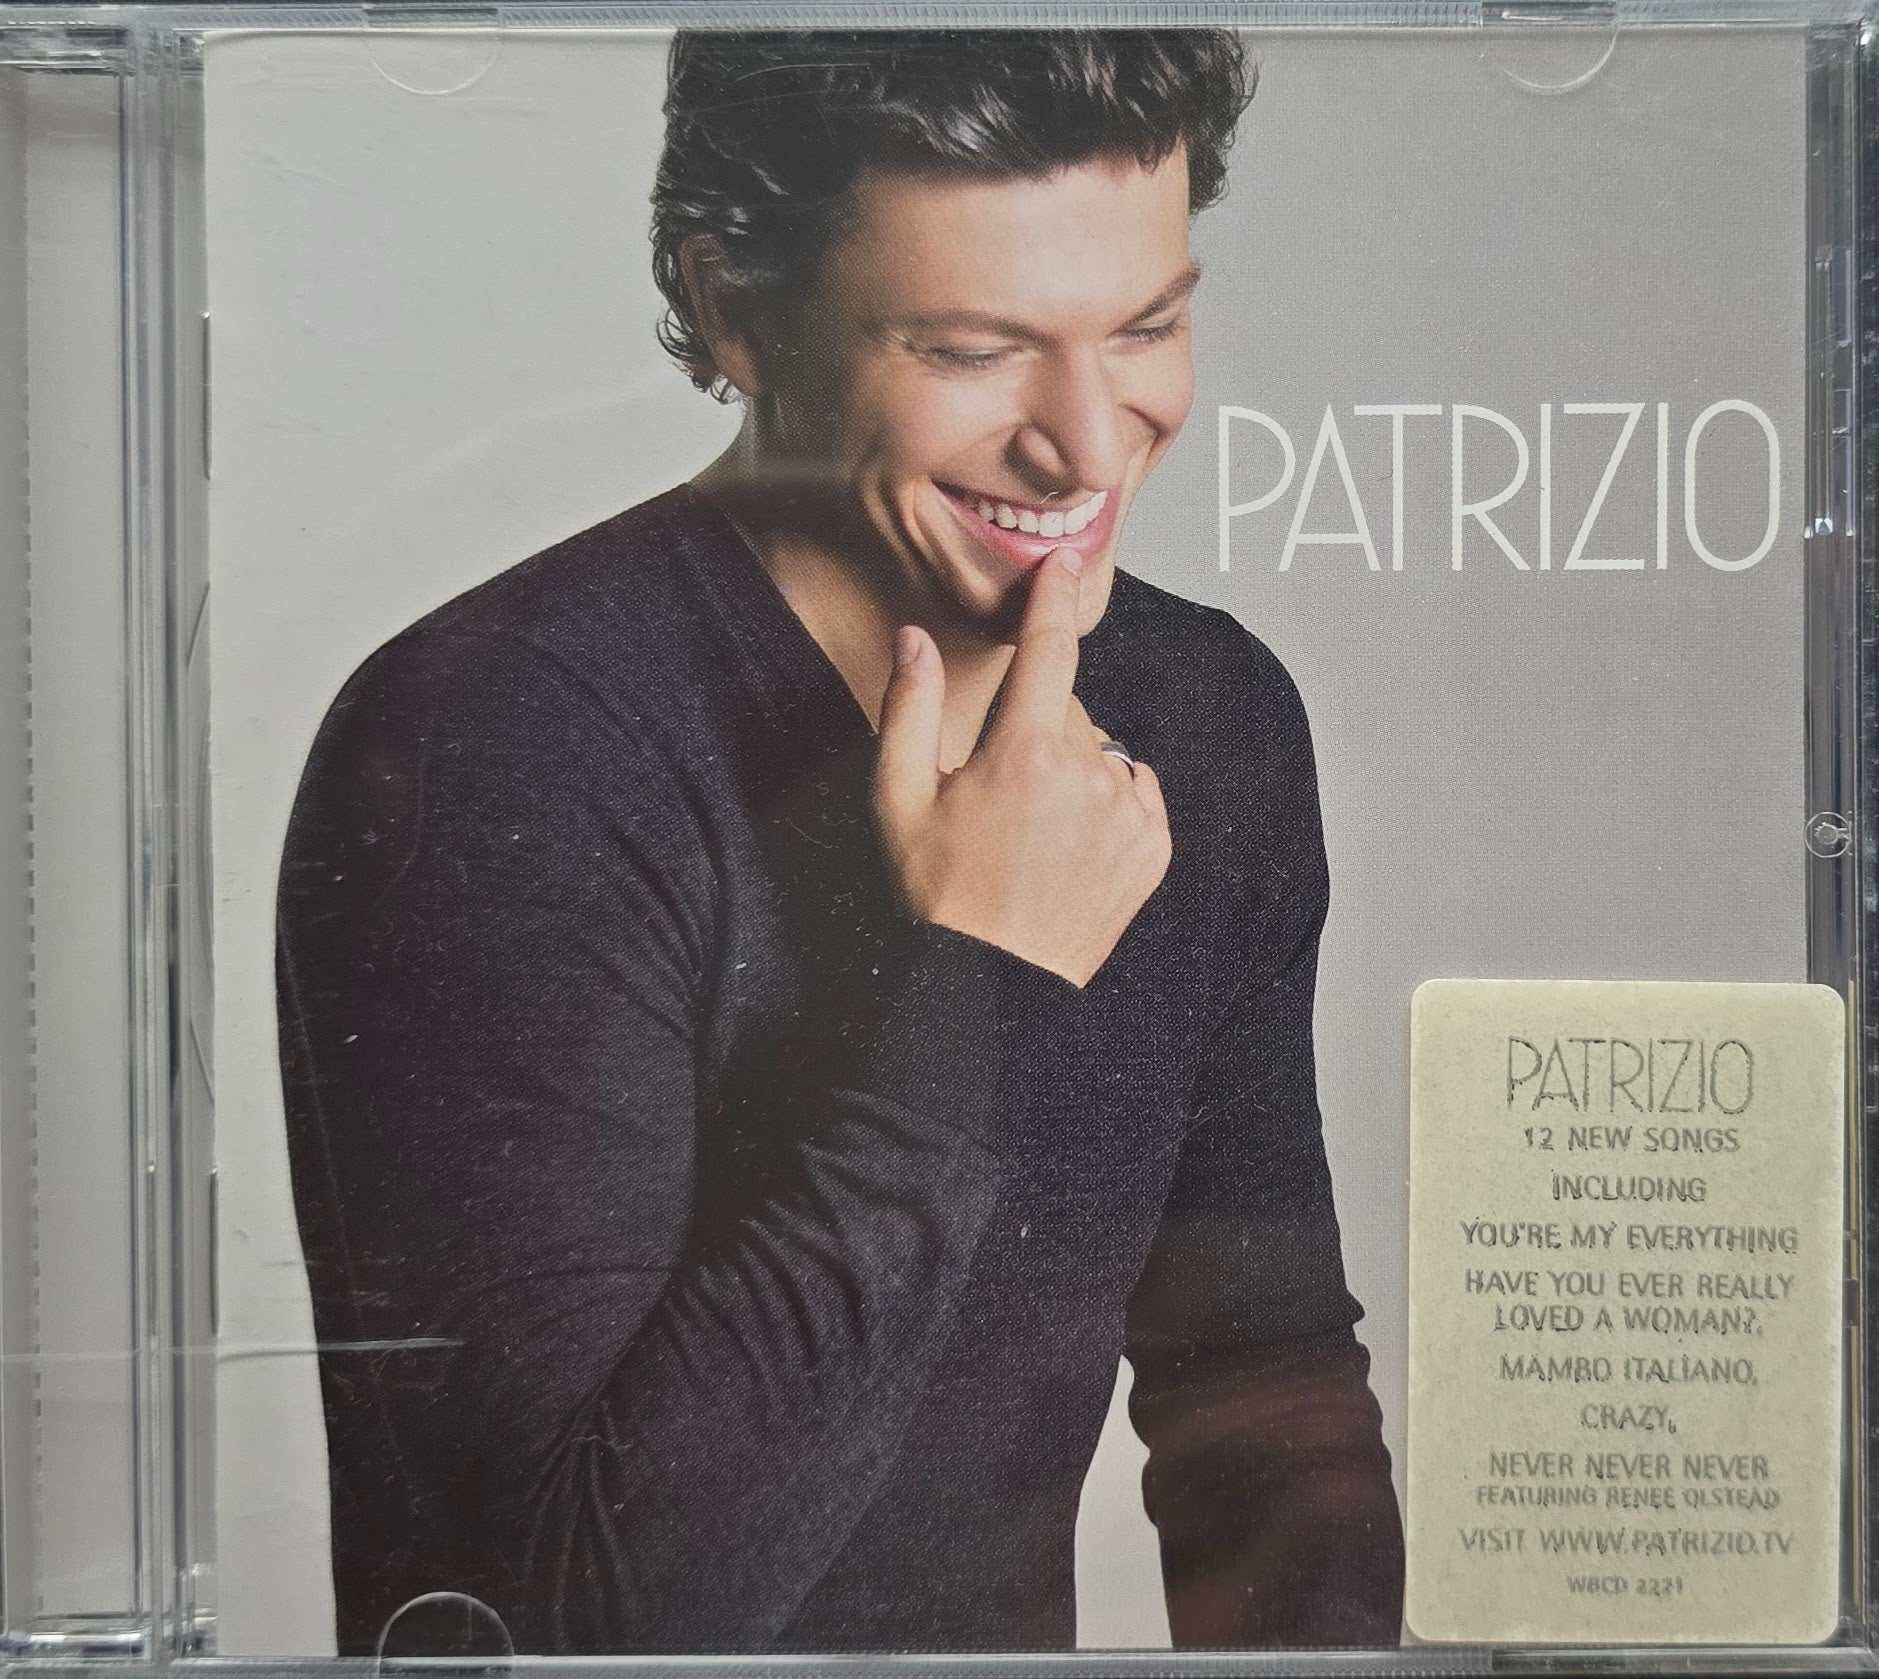 PATRIZIO
PATRIZIO
12 NEW SONGS
INCLUDING
YOU'RE MY EVERYTHING
HAVE YOU EVER REALLY
LOVED A WOMAN?,
MAMBO ITALIANO,
CRAZY,
NEVER NEVER NEVER
FEATURING RENEE OLSTEAD
VISIT WWW.PATRIZIO.TV
WBCD 2221